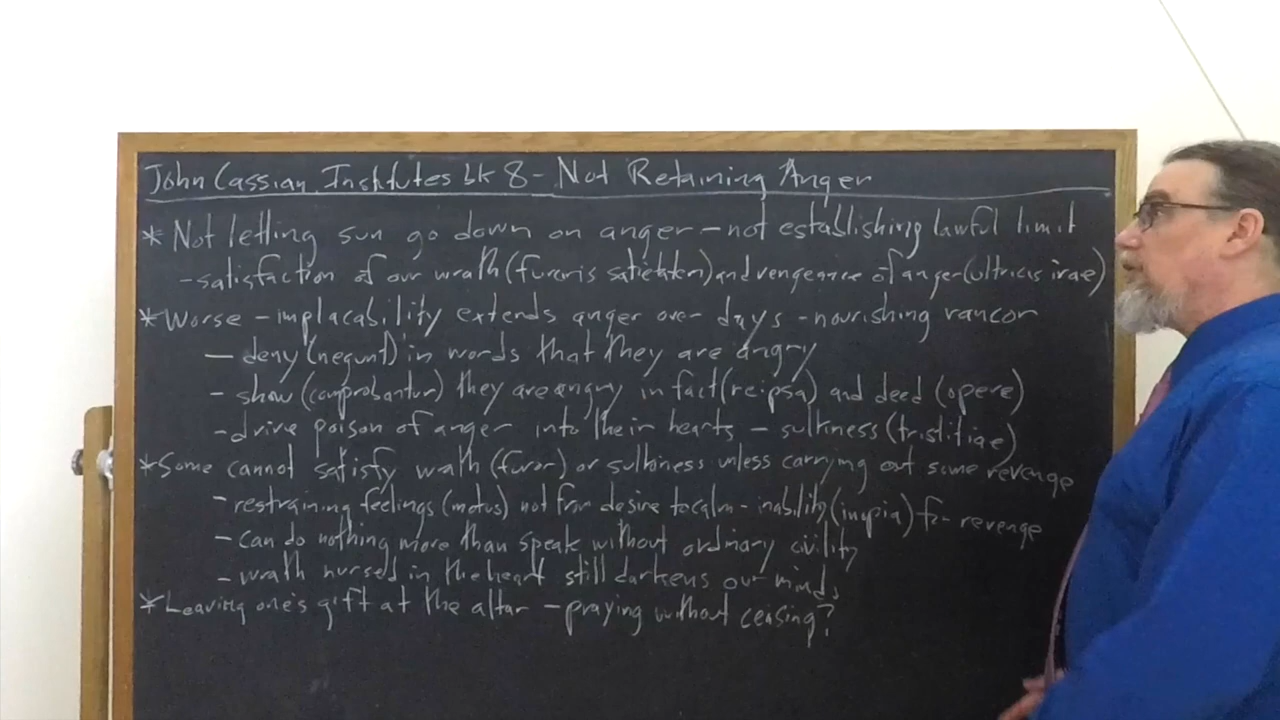 John Cassian Institutes bk 8 - Not Retaining Anger
* Not letting sun go down on anger - not establishing lawful limit
- satisfaction of our wrath (furoris satietatem) and vengeance of anger (ultricis irae)
* Worse - implacability extends anger over days - nourishing rancor
- deny (negunt) in words that they are angry
- show (comprobantur) they are angry in fact (reipsa) and deed (opere)
- drive poison of anger into their hearts - sulkiness (tristitiae)
* Some cannot satisfy wrath (furor) or sulkiness unless carrying out some revenge
- restraining feelings (motus) not from desire to calm - inability (inopia) for revenge
- can do nothing more than speak without ordinary civility
- wrath nursed in the heart still darkens our minds
* Leaving one's gift at the altar - praying without ceasing?